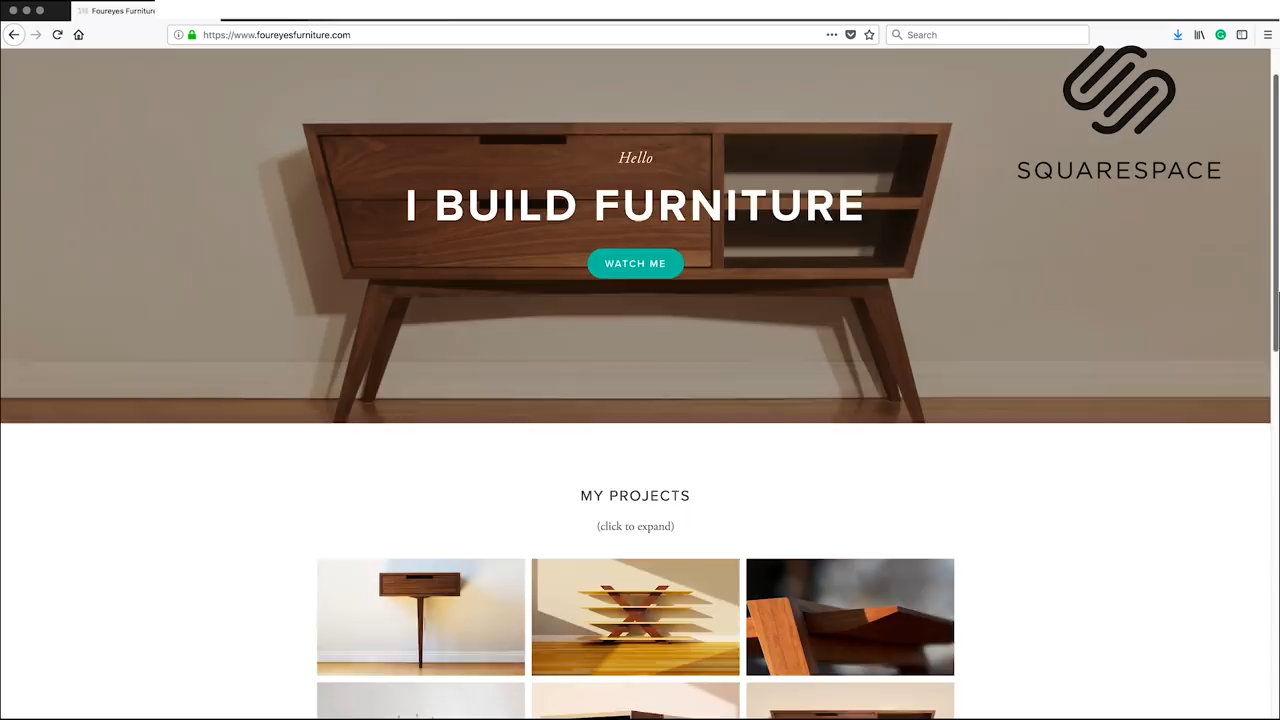 Foureyes Furniture
https://www.foureyesfurniture.com
Search
SQUARESPACE
Hello
I BUILD FURNITURE
WATCH ME
MY PROJECTS
(click to expand)